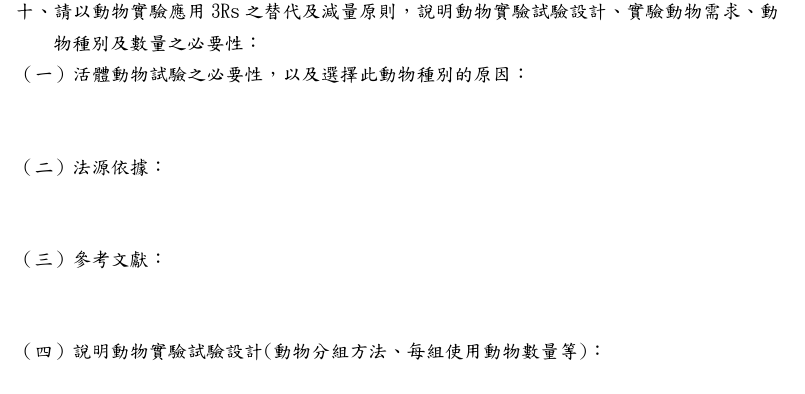 十、請以動物實驗應用 3Rs 之替代及減量原則，說明動物實驗試驗設計、實驗動物需求、動
物種別及數量之必要性：
（一）活體動物試驗之必要性，以及選擇此動物種別的原因：
（二）法源依據：
（三）參考文獻：
（四）說明動物實驗試驗設計(動物分組方法、每組使用動物數量等)：